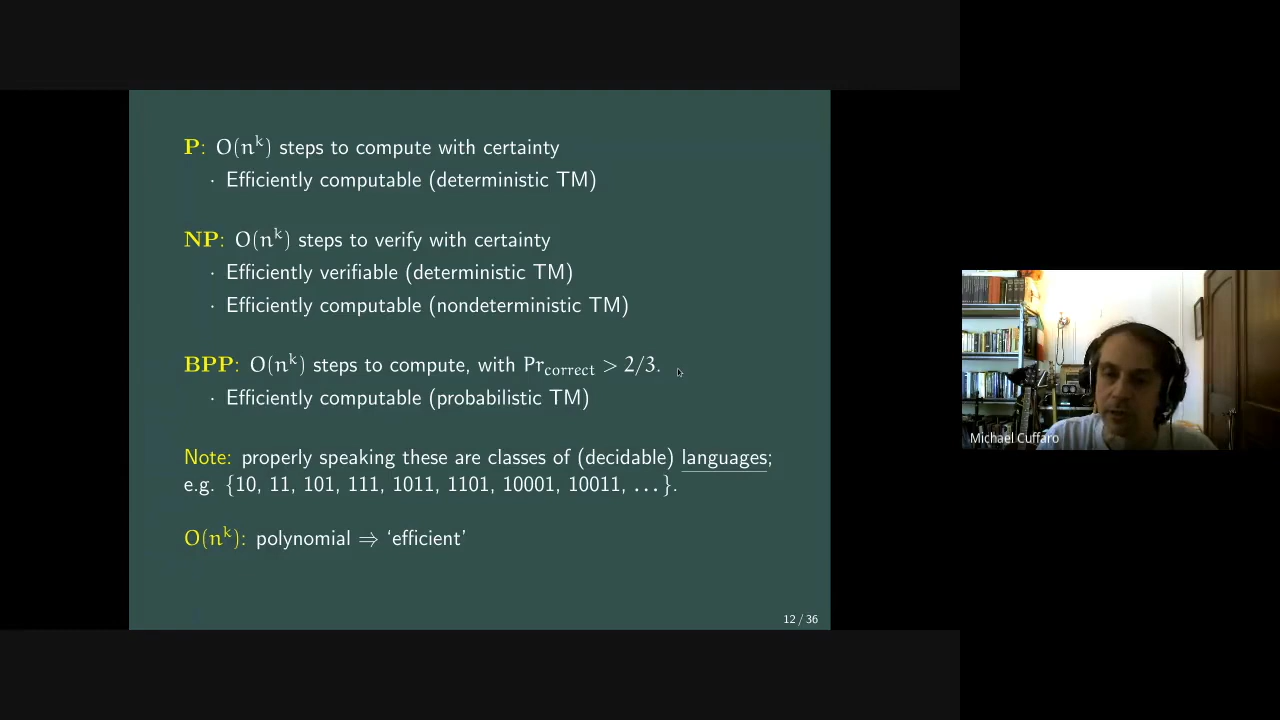 P: O(n^k) steps to compute with certainty
· Efficiently computable (deterministic TM)
NP: O(n^k) steps to verify with certainty
· Efficiently verifiable (deterministic TM)
· Efficiently computable (nondeterministic TM)
BPP: O(n^k) steps to compute, with Pr_correct > 2/3.
· Efficiently computable (probabilistic TM)
Note: properly speaking these are classes of (decidable) languages;
e.g. {10, 11, 101, 111, 1011, 1101, 10001, 10011, ...}.
O(n^k): polynomial ⇒ ‘efficient’
12 / 36
Michael Cuffaro